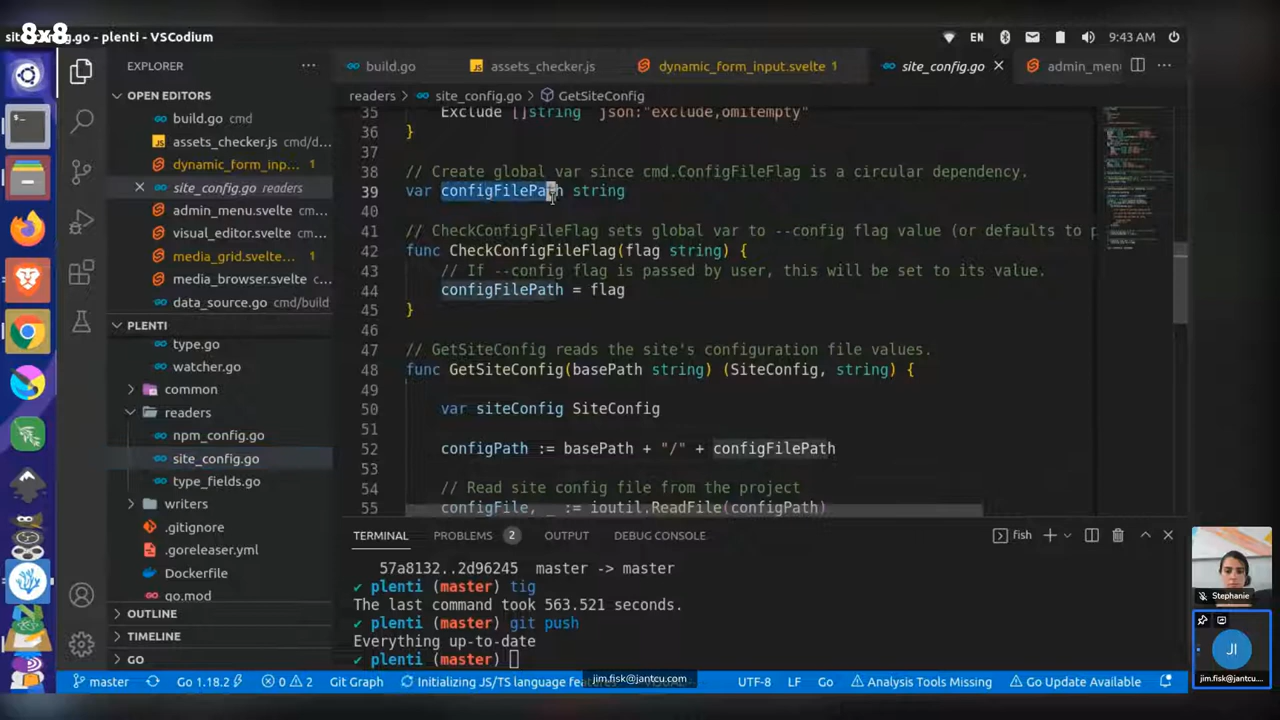 8x8
site_config.go - plenti - VSCodium
EN
9:43 AM
EXPLORER
build.go
assets_checker.js
dynamic_form_input.svelte 1
site_config.go
admin_men
OPEN EDITORS
readers
site_config.go
GetSiteConfig
build.go cmd
assets_checker.js cmd/d...
dynamic_form_inp... 1
site_config.go readers
admin_menu.svelte cm...
visual_editor.svelte cm...
media_grid.svelte... 1
media_browser.svelte cm...
data_source.go cmd/build
PLENTI
type.go
watcher.go
common
readers
npm_config.go
site_config.go
type_fields.go
writers
.gitignore
.goreleaser.yml
Dockerfile
go.mod
OUTLINE
TIMELINE
GO
35 Exclude []string json:"exclude,omitempty"
36 }
37
38 // Create global var since cmd.ConfigFileFlag is a circular dependency.
39 var configFilePath string
40
41 // CheckConfigFileFlag sets global var to --config flag value (or defaults to p
42 func CheckConfigFileFlag(flag string) {
43 // If --config flag is passed by user, this will be set to its value.
44 configFilePath = flag
45 }
46
47 // GetSiteConfig reads the site's configuration file values.
48 func GetSiteConfig(basePath string) (SiteConfig, string) {
49
50 var siteConfig SiteConfig
51
52 configPath := basePath + "/" + configFilePath
53
54 // Read site config file from the project
55 configFile, _ := ioutil.ReadFile(configPath)
TERMINAL
PROBLEMS 2
OUTPUT
DEBUG CONSOLE
fish
57a8132..2d96245 master -> master
✔ plenti (master) tig
The last command took 563.521 seconds.
✔ plenti (master) git push
Everything up-to-date
✔ plenti (master)
Stephanie
JI
jim.fisk@jantcu....
master
Go 1.18.2
0 2
Git Graph
Initializing JS/TS language fea
jim.fisk@jantcu.com
UTF-8
LF
Go
Analysis Tools Missing
Go Update Available